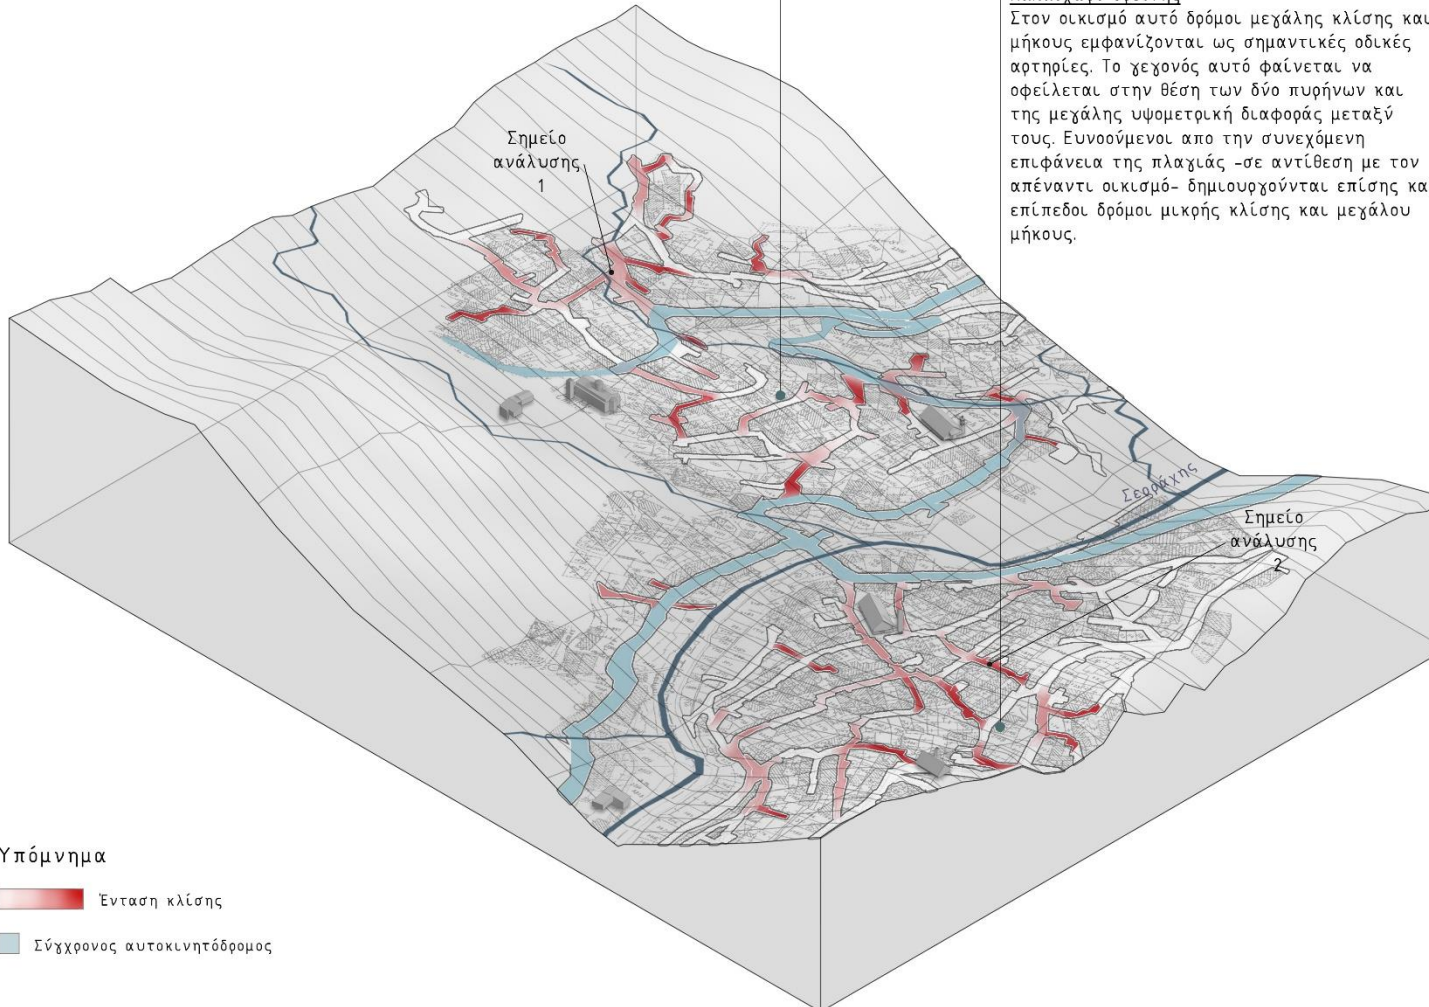 Στον οικισμό αυτό δρόμοι μεγάλης κλίσης και
μήκους εμφανίζονται ως σημαντικές οδικές
αρτηρίες. Το γεγονός αυτό φαίνεται να
οφείλεται στην θέση των δύο πυρήνων και
της μεγάλης υψομετρική διαφοράς μεταξύ
τους. Ευνοούμενοι απο την συνεχόμενη
επιφάνεια της πλαγιάς -σε αντίθεση με τον
απέναντι οικισμό- δημιουργούνται επίσης κα
επίπεδοι δρόμοι μικρής κλίσης και μεγάλου
μήκους.
Σημείο
ανάλυσης
1
Σερράχης
Σημείο
ανάλυσης
2
Υπόμνημα
Ένταση κλίσης
Σύγχρονος αυτοκινητόδρομος